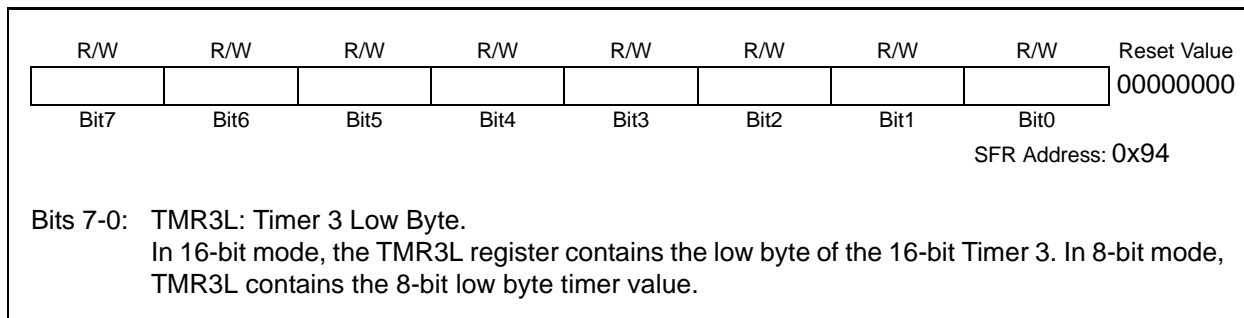 R/W R/W R/W R/W R/W R/W R/W R/W Reset Value
00000000
Bit7 Bit6 Bit5 Bit4 Bit3 Bit2 Bit1 Bit0
SFR Address: 0x94
Bits 7-0: TMR3L: Timer 3 Low Byte.
In 16-bit mode, the TMR3L register contains the low byte of the 16-bit Timer 3. In 8-bit mode,
TMR3L contains the 8-bit low byte timer value.